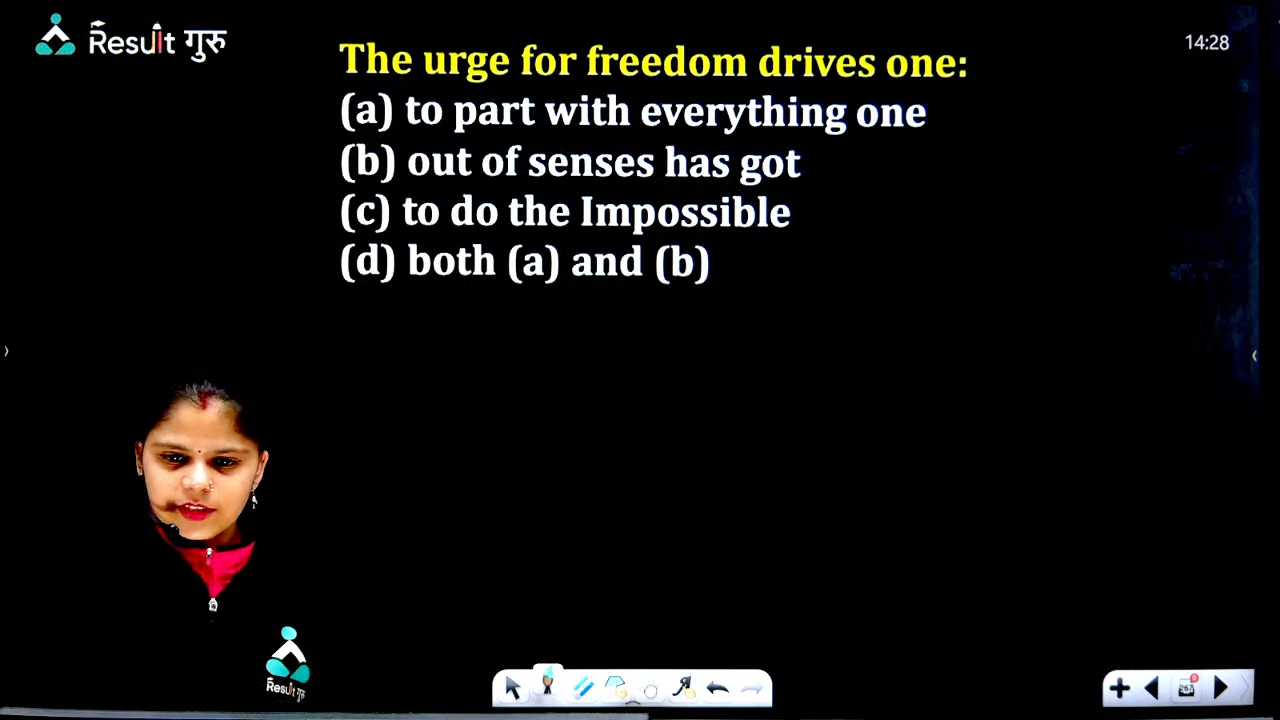 Result गुरु
14:28
The urge for freedom drives one:
(a) to part with everything one
(b) out of senses has got
(c) to do the Impossible
(d) both (a) and (b)
Result गुरु
267